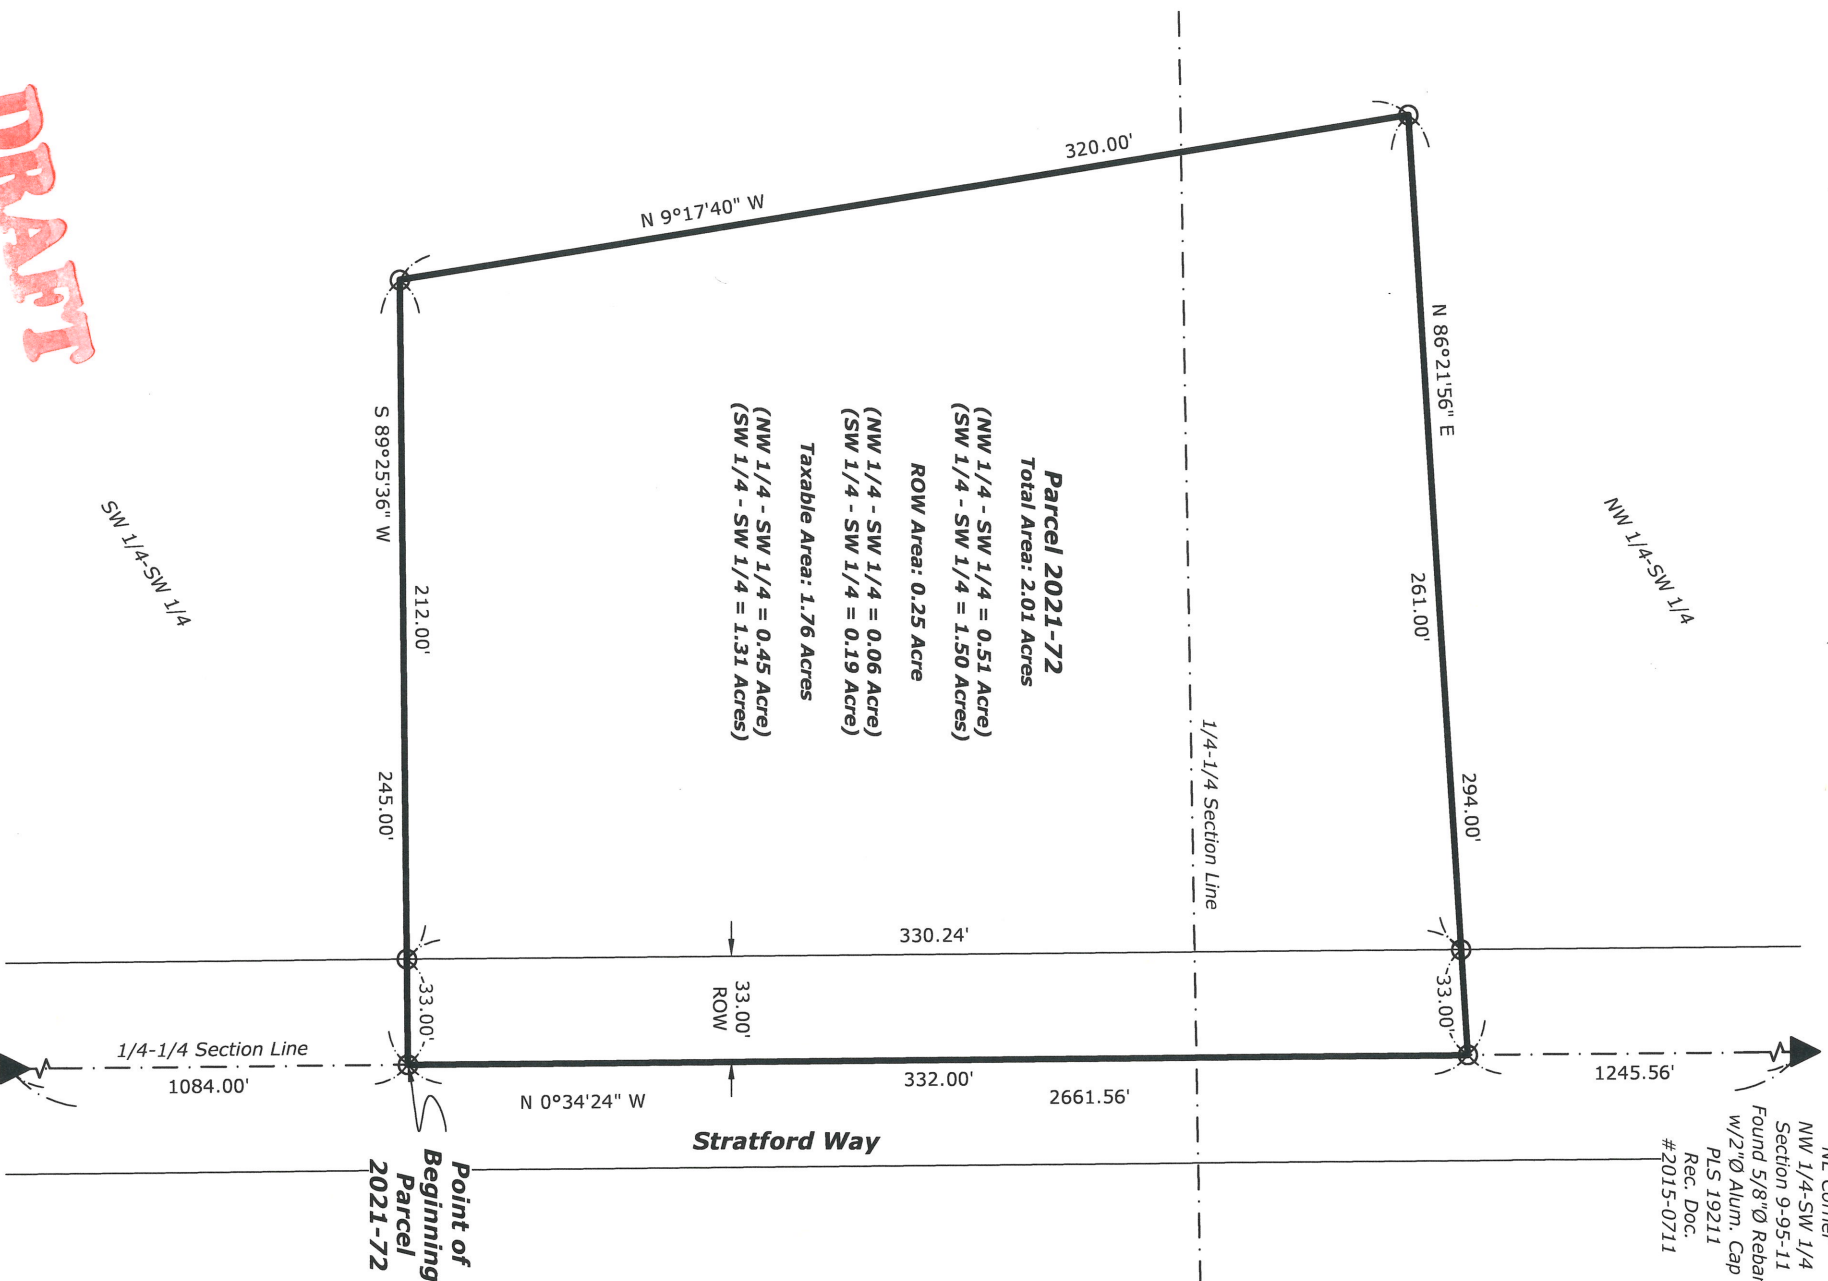 DRAFT
N 9°17'40" W
320.00'
N 86°21'56" E
261.00'
294.00'
NW 1/4-SW 1/4
SW 1/4-SW 1/4
S 89°25'36" W
212.00'
245.00'
Parcel 2021-72
Total Area: 2.01 Acres
(NW 1/4 - SW 1/4 = 0.51 Acre)
(SW 1/4 - SW 1/4 = 1.50 Acres)
ROW Area: 0.25 Acre
(NW 1/4 - SW 1/4 = 0.06 Acre)
(SW 1/4 - SW 1/4 = 0.19 Acre)
Taxable Area: 1.76 Acres
(NW 1/4 - SW 1/4 = 0.45 Acre)
(SW 1/4 - SW 1/4 = 1.31 Acres)
1/4-1/4 Section Line
330.24'
33.00'
33.00'
ROW
33.00'
1/4-1/4 Section Line
1084.00'
N 0°34'24" W
332.00'
2661.56'
1245.56'
Stratford Way
Point of
Beginning
Parcel
2021-72
NE Corner
NW 1/4-SW 1/4
Section 9-95-11
Found 5/8"Ø Rebar
w/2"Ø Alum. Cap
PLS 19211
Rec. Doc.
#2015-0711